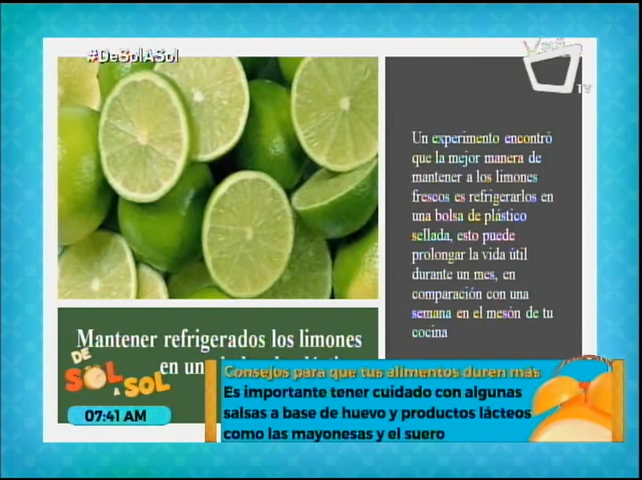 #DeSolASol
TV
Un experimento encontró
que la mejor manera de
mantener a los limones
frescos es refrigerarlos en
una bolsa de plástico
sellada, esto puede
prolongar la vida útil
durante un mes, en
comparación con una
semana en el mesón de tu
cocina
Mantener refrigerados los limones
en una
DE
SOL
A SOL
07:41 AM
Consejos para que tus alimentos duren más
Es importante tener cuidado con algunas
salsas a base de huevo y productos lácteos
como las mayonesas y el suero